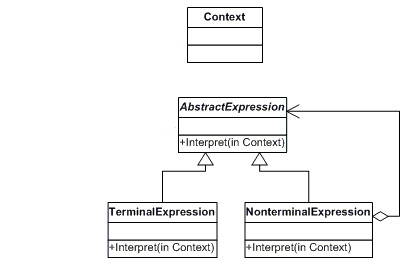 Context
AbstractExpression
+Interpret(in Context)
TerminalExpression
NonterminalExpression
+Interpret(in Context)
+Interpret(in Context)